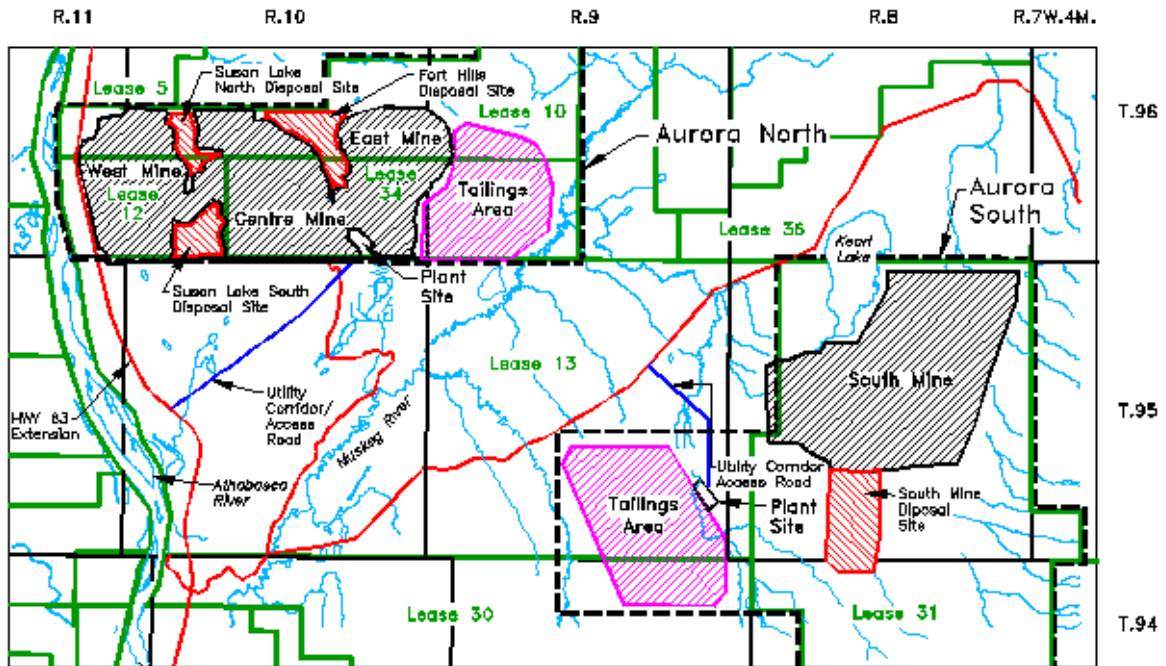 R.11 R.10 R.9 R.8 R.7W.4M.
Susan Lake
North Disposal Site
Fort Hills
Disposal Site
Lease 5
Lease 10
T.96
East Mine
Aurora North
West Mine
Lease
12
Lease
34
Tailings
Area
Aurora
South
Centre Mine
Lease 36
Kearl
Lake
Plant
Site
Susan Lake South
Disposal Site
Lease 13
South Mine
HWY 63
Extension
Utility
Corridor/
Access
Road
Muskeg River
T.95
Athabasca
River
Utility Corridor
Access Road
Tailings
Area
Plant
Site
South Mine
Diposal
Site
Lease 30
Lease 31
T.94